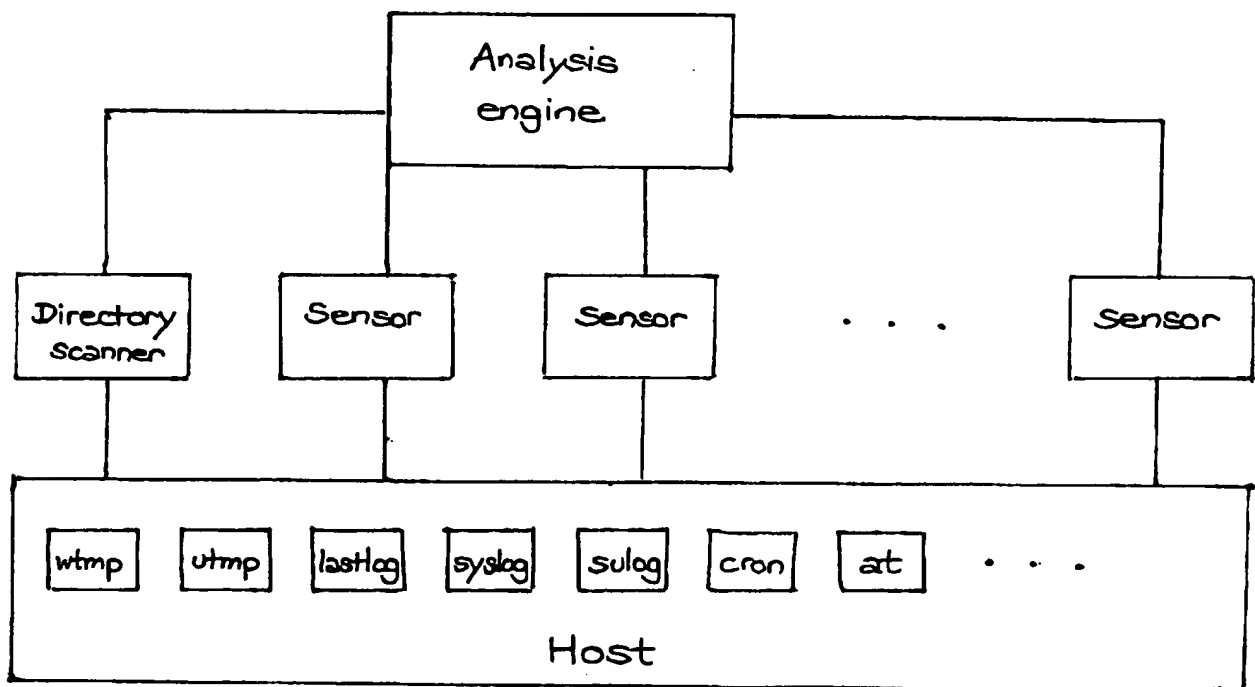 Analysis
engine
Directory
scanner
Sensor
Sensor
. . .
Sensor
wtmp
utmp
lastlog
syslog
sulog
cron
at
. . .
Host